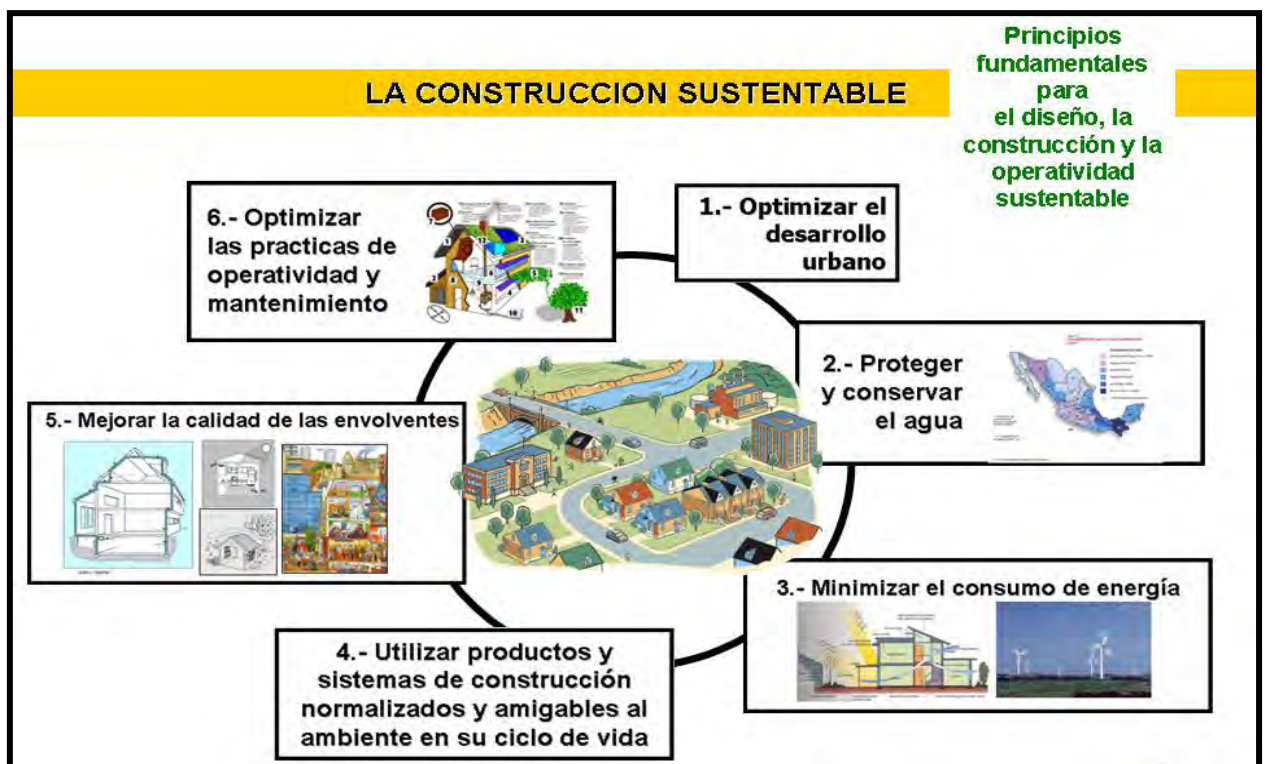 Principios
fundamentales
para
el diseño, la
construcción y la
operatividad
sustentable
LA CONSTRUCCION SUSTENTABLE
1.- Optimizar el
desarrollo
urbano
2.- Proteger
y conservar
el agua
3.- Minimizar el consumo de energía
4.- Utilizar productos y
sistemas de construcción
normalizados y amigables al
ambiente en su ciclo de vida
5.- Mejorar la calidad de las envolventes
6.- Optimizar
las practicas de
operatividad y
mantenimiento